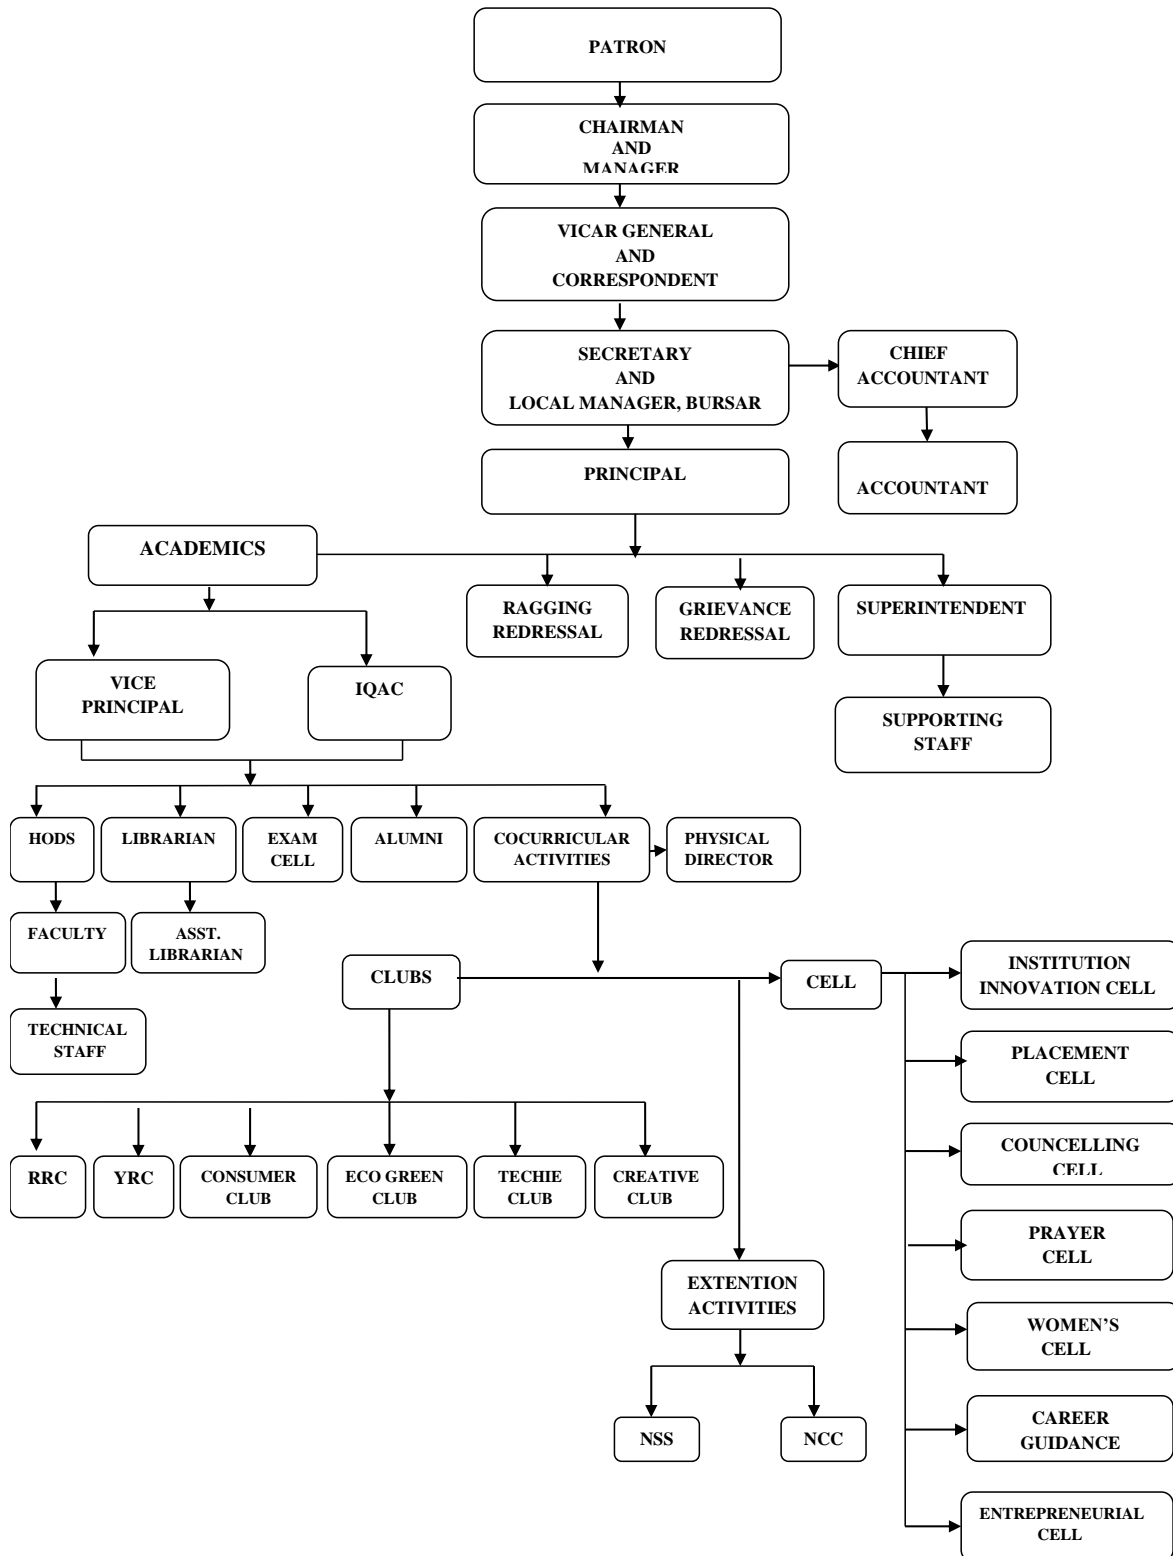 PATRON
CHAIRMAN
AND
MANAGER
VICAR GENERAL
AND
CORRESPONDENT
SECRETARY
AND
LOCAL MANAGER, BURSAR
CHIEF
ACCOUNTANT
PRINCIPAL
ACCOUNTANT
ACADEMICS
RAGGING
REDRESSAL
GRIEVANCE
REDRESSAL
SUPERINTENDENT
VICE
PRINCIPAL
IQAC
SUPPORTING
STAFF
HODS
LIBRARIAN
EXAM
CELL
ALUMNI
COCURRICULAR
ACTIVITIES
PHYSICAL
DIRECTOR
FACULTY
ASST.
LIBRARIAN
TECHNICAL
STAFF
CLUBS
CELL
INSTITUTION
INNOVATION CELL
PLACEMENT
CELL
COUNCELLING
CELL
PRAYER
CELL
WOMEN'S
CELL
CAREER
GUIDANCE
ENTREPRENEURIAL
CELL
RRC
YRC
CONSUMER
CLUB
ECO GREEN
CLUB
TECHIE
CLUB
CREATIVE
CLUB
EXTENTION
ACTIVITIES
NSS
NCC